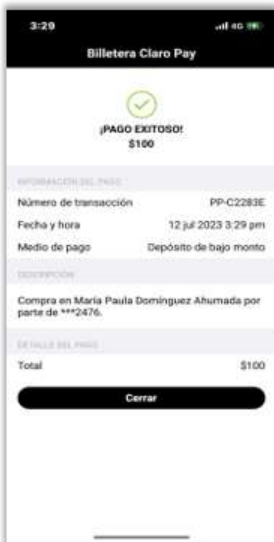 3:29
4G
Billetera Claro Pay
¡PAGO EXITOSO!
$100
INFORMACIÓN DEL PAGO
Número de transacción PP-C2283E
Fecha y hora 12 jul 2023 3:29 pm
Medio de pago Depósito de bajo monto
DESCRIPCIÓN
Compra en María Paula Domínguez Ahumada por
parte de ***2476.
DETALLE DEL PAGO
Total $100
Cerrar